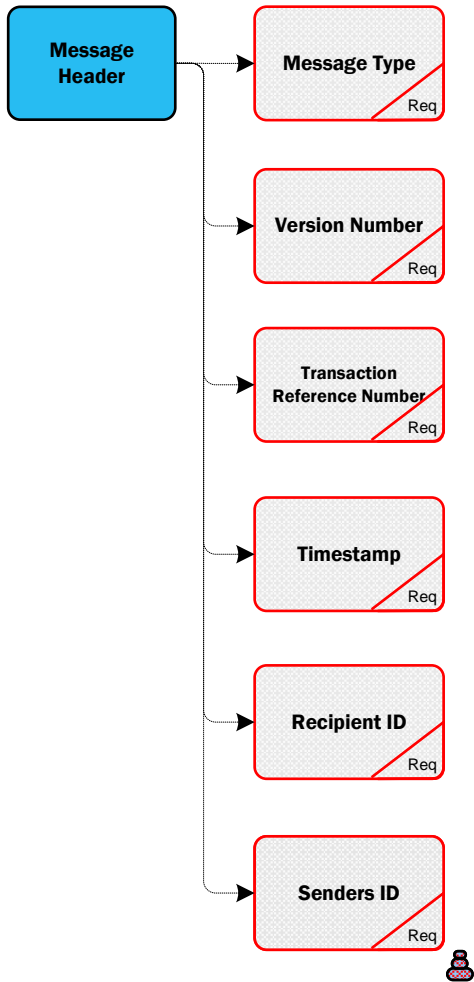 Message
Header
Message Type
Req
Version Number
Req
Transaction
Reference Number
Req
Timestamp
Req
Recipient ID
Req
Senders ID
Req